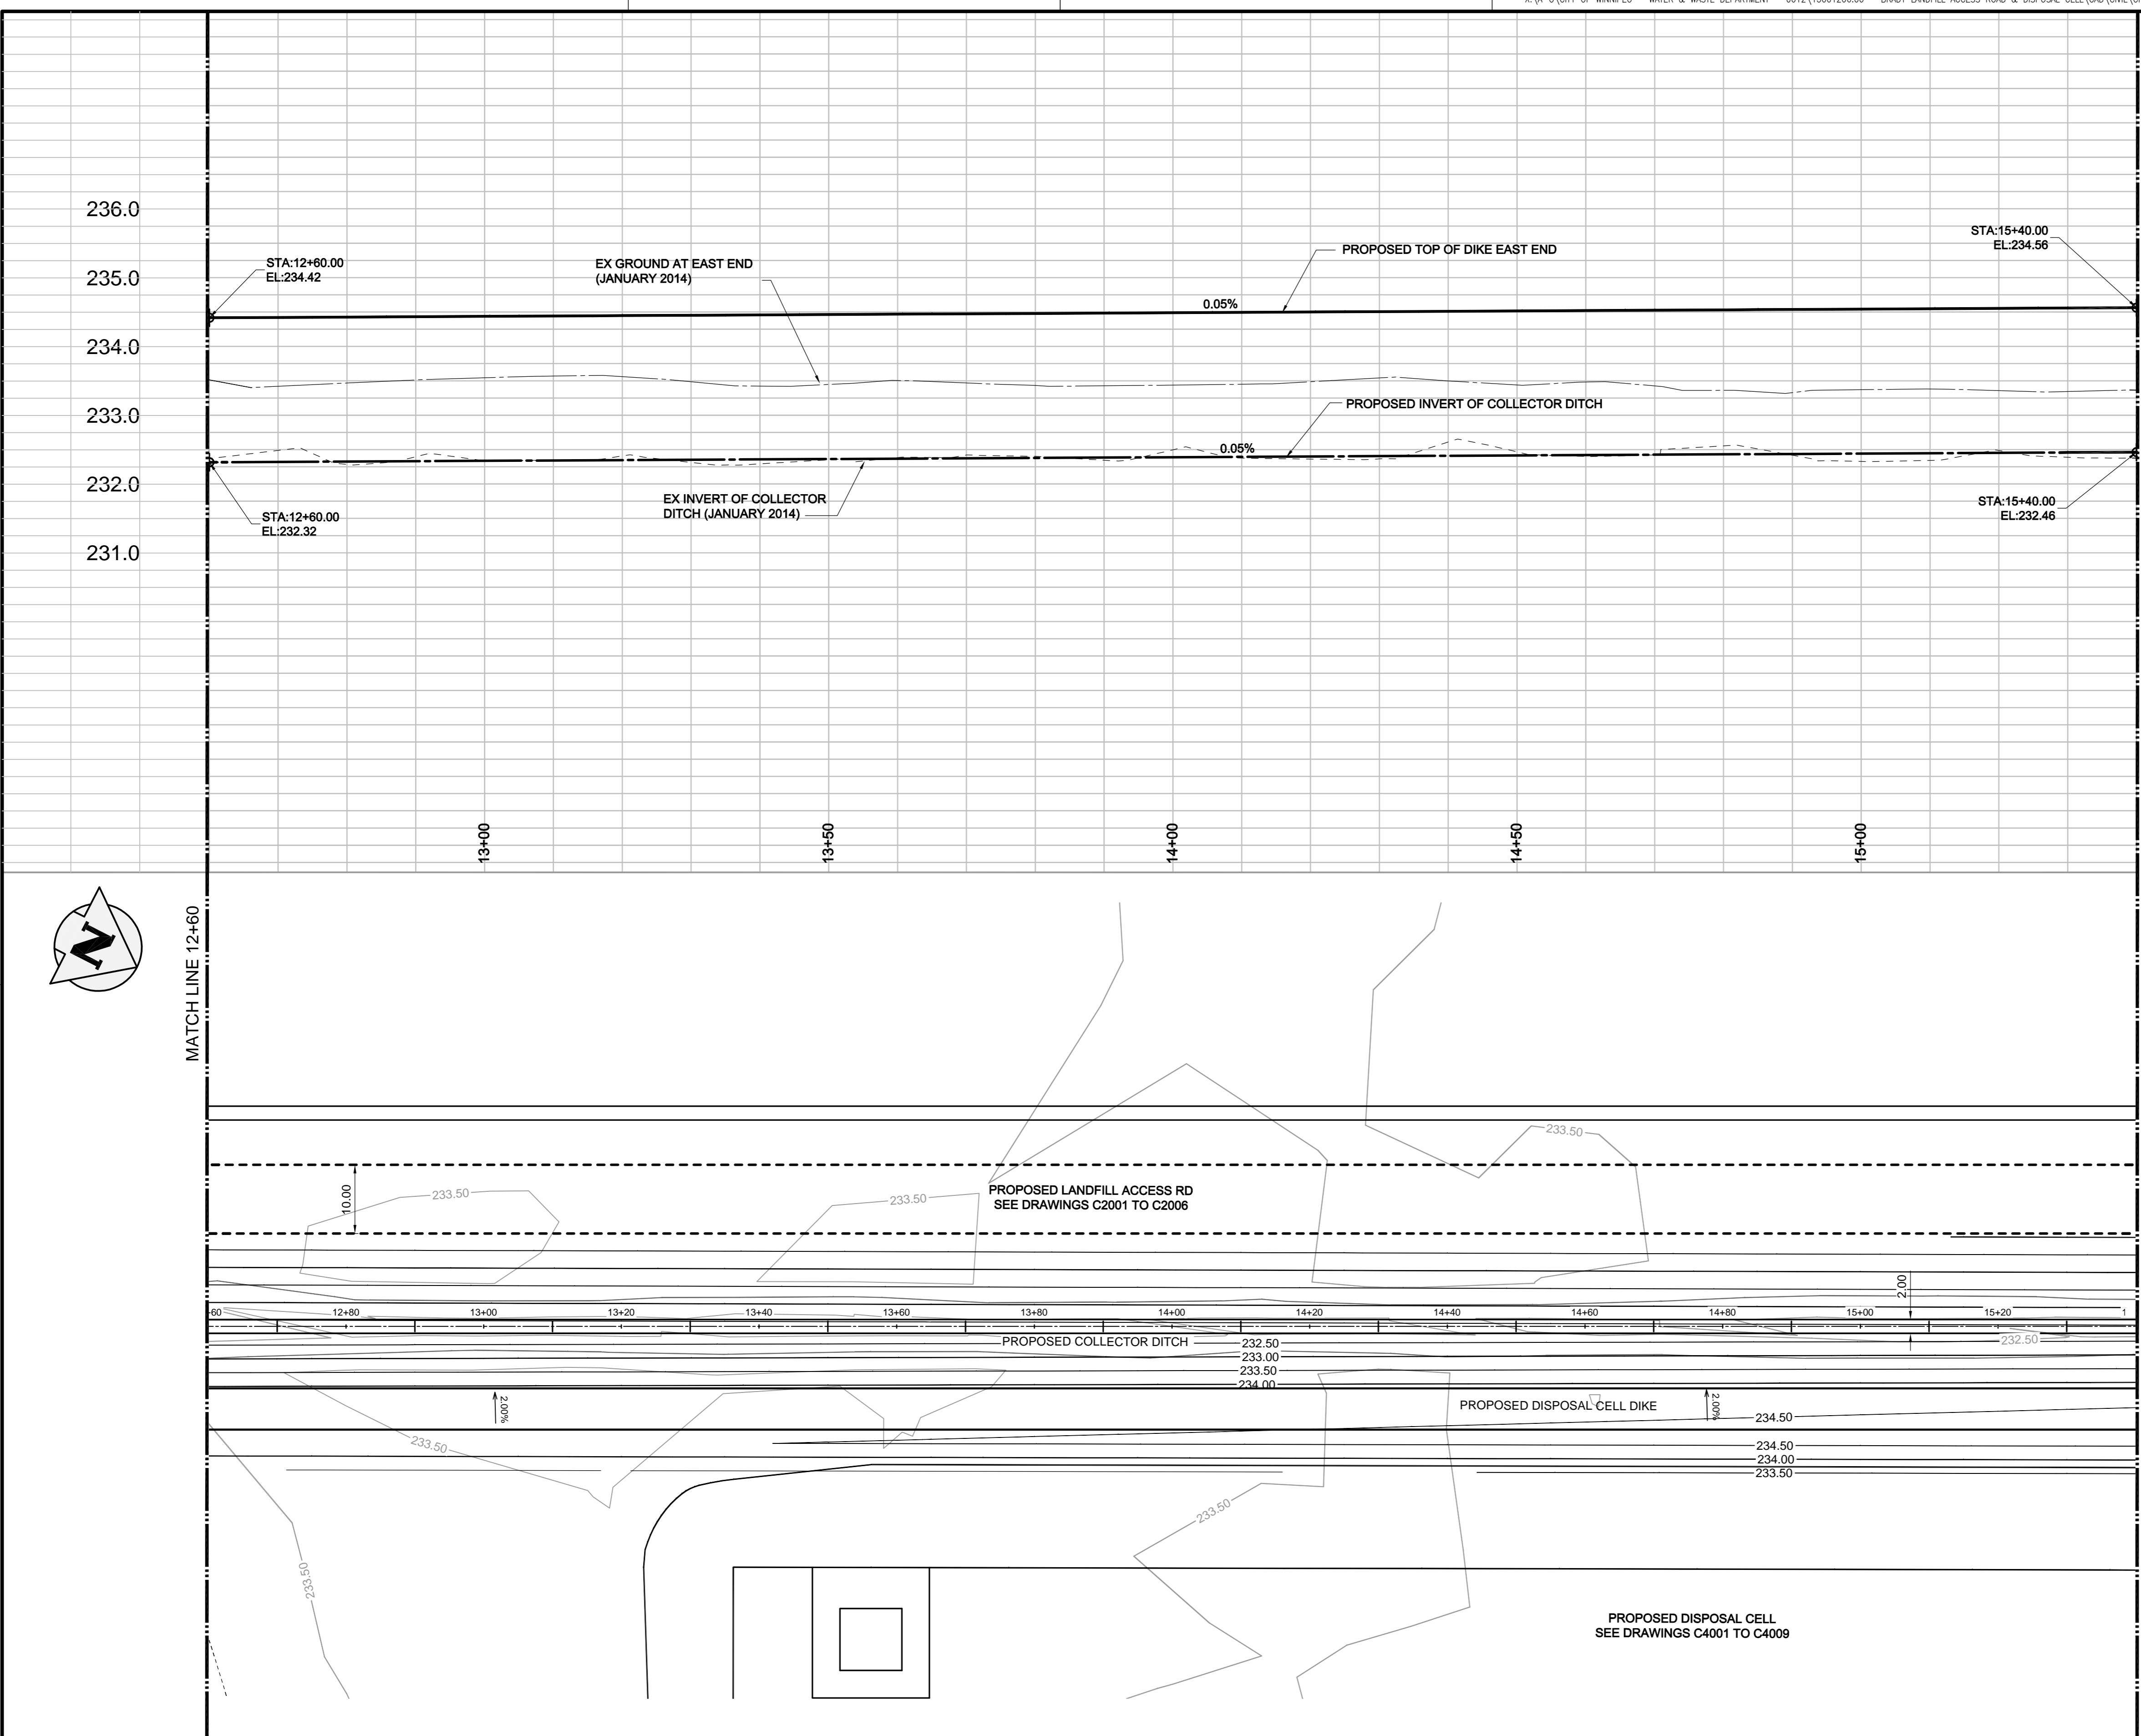 236.0
235.0
234.0
233.0
232.0
231.0
STA:12+60.00
EL:234.42
EX GROUND AT EAST END
(JANUARY 2014)
PROPOSED TOP OF DIKE EAST END
0.05%
STA:15+40.00
EL:234.56
PROPOSED INVERT OF COLLECTOR DITCH
0.05%
EX INVERT OF COLLECTOR
DITCH (JANUARY 2014)
STA:12+60.00
EL:232.32
STA:15+40.00
EL:232.46
13+00
13+50
14+00
14+50
15+00
N
MATCH LINE 12+60
233.50
10.00
233.50
233.50
PROPOSED LANDFILL ACCESS RD
SEE DRAWINGS C2001 TO C2006
2.00
+60
12+80
13+00
13+20
13+40
13+60
13+80
14+00
14+20
14+40
14+60
14+80
15+00
15+20
1
PROPOSED COLLECTOR DITCH
232.50
233.00
233.50
234.00
232.50
2.00%
PROPOSED DISPOSAL CELL DIKE
2.00%
234.50
234.50
234.00
233.50
233.50
233.50
233.50
PROPOSED DISPOSAL CELL
SEE DRAWINGS C4001 TO C4009